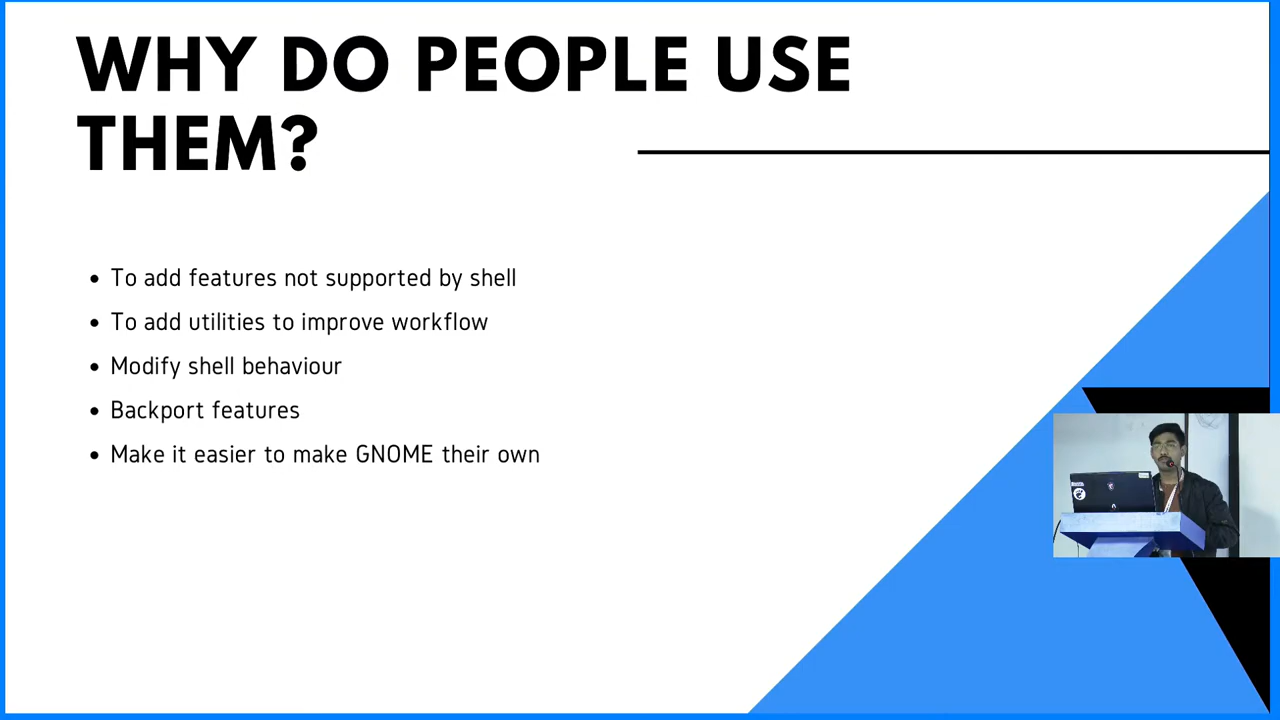 WHY DO PEOPLE USE
THEM?
To add features not supported by shell
To add utilities to improve workflow
Modify shell behaviour
Backport features
Make it easier to make GNOME their own